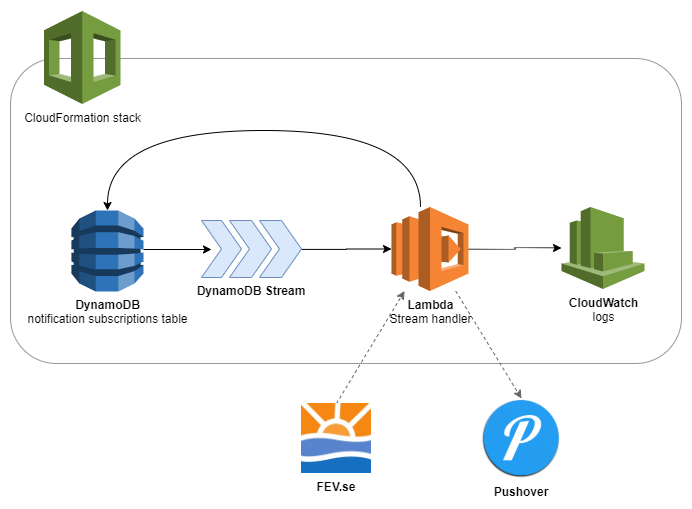 CloudFormation stack
DynamoDB
notification subscriptions table
DynamoDB Stream
Lambda
Stream handler
CloudWatch
logs
FEV.se
Pushover